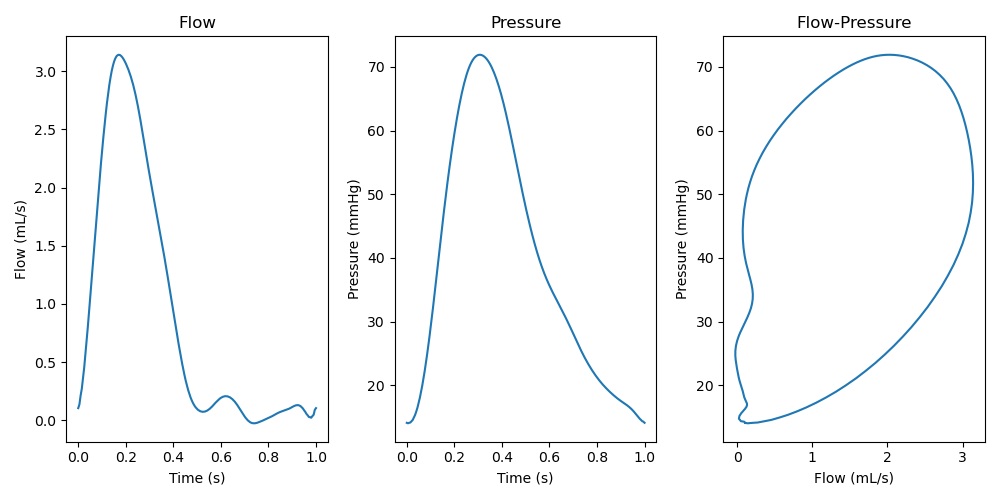 Flow
Flow (mL/s)
3.0
2.5
2.0
1.5
1.0
0.5
0.0
0.0 0.2 0.4 0.6 0.8 1.0
Time (s)
Pressure
Pressure (mmHg)
70
60
50
40
30
20
0.0 0.2 0.4 0.6 0.8 1.0
Time (s)
Flow-Pressure
Pressure (mmHg)
70
60
50
40
30
20
0 1 2 3
Flow (mL/s)